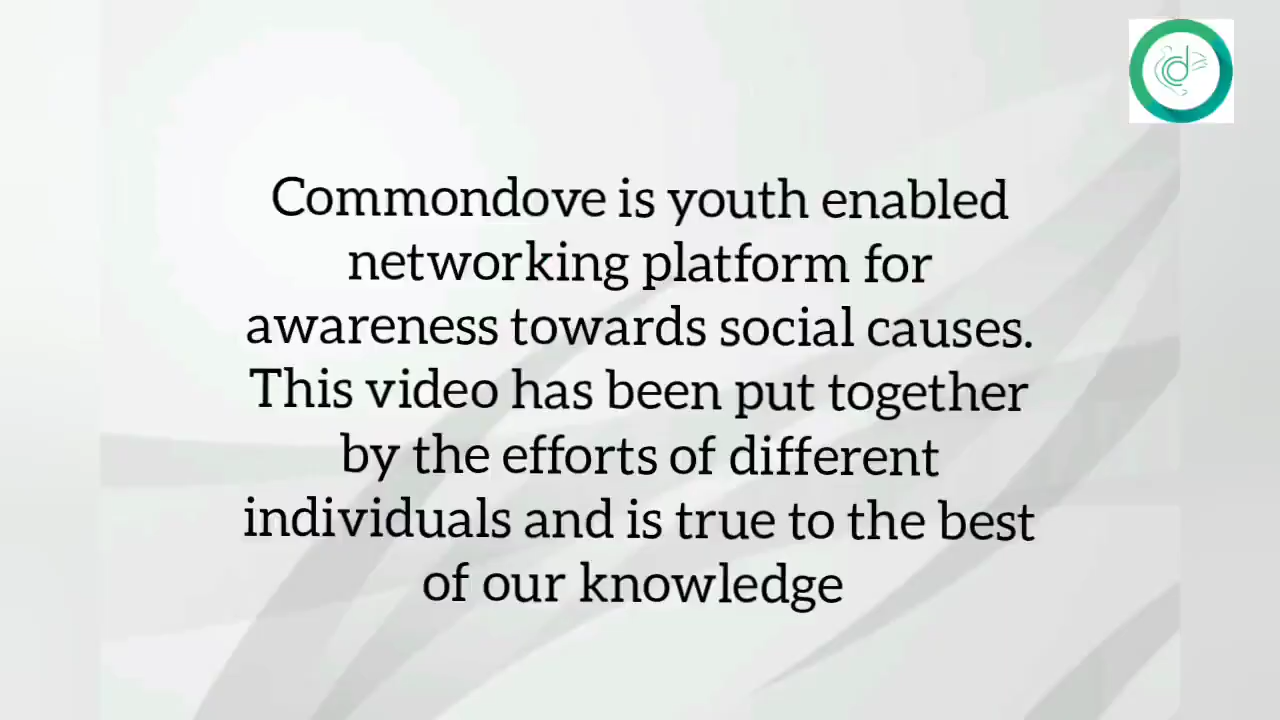 Commondove is youth enabled
networking platform for
awareness towards social causes.
This video has been put together
by the efforts of different
individuals and is true to the best
of our knowledge